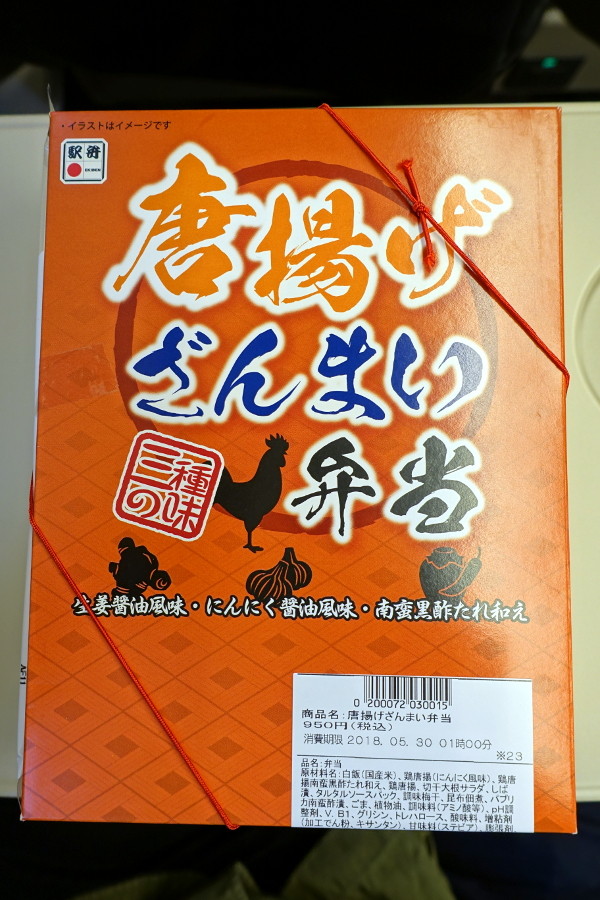 ・イラストはイメージです
駅弁
EKIBEN
唐揚げ
ざんまい
弁当
三種の味
生姜醤油風味・にんにく醤油風味・南蛮黒酢たれ和え
0 200072 030015
商品名:唐揚げざんまい弁当
950円(税込)
消費期限 2018.05.30 01時00分
※23
品名:弁当
原材料名:白飯(国産米)、鶏唐揚(にんにく風味)、鶏唐
揚南蛮黒酢たれ和え、鶏唐揚、切干大根サラダ、しば
漬、タルタルソースパック、調味梅干、昆布佃煮、パプリ
カ南蛮酢漬、ごま、植物油、調味料(アミノ酸等)、pH調
整剤、V.B1、グリシン、トレハロース、酸味料、増粘剤
(加工でん粉、キサンタン)、甘味料(ステビア)、膨張剤、